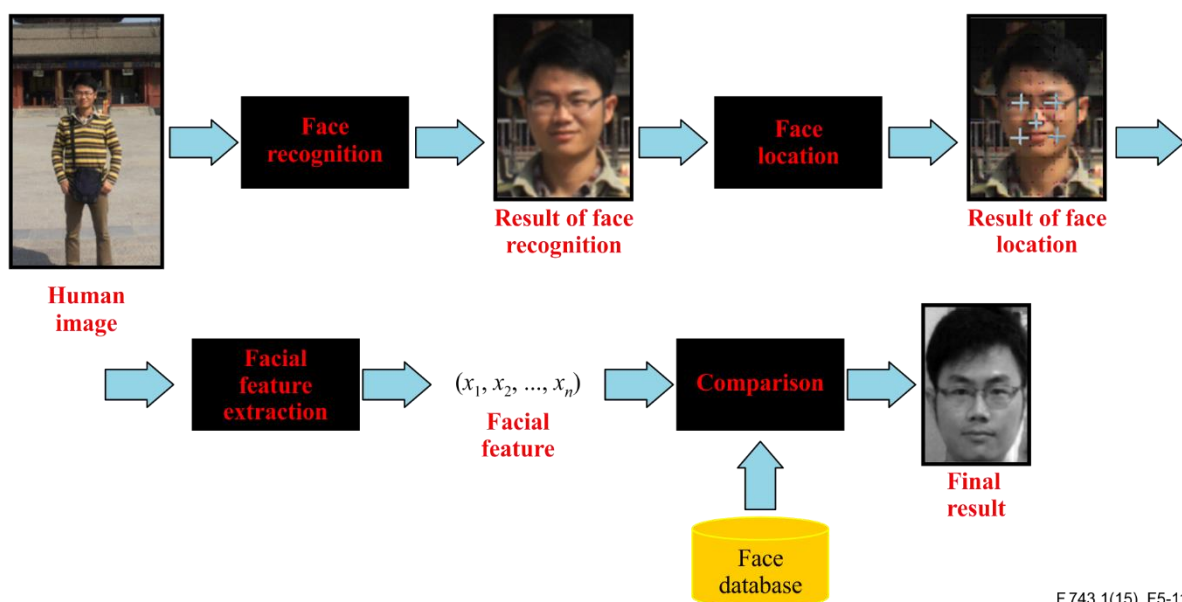 Face
recognition
Face
location
Result of face
recognition
Result of face
location
Human
image
Facial
feature
extraction
(x₁, x₂, ..., xₙ)
Facial
feature
Comparison
Final
result
Face
database